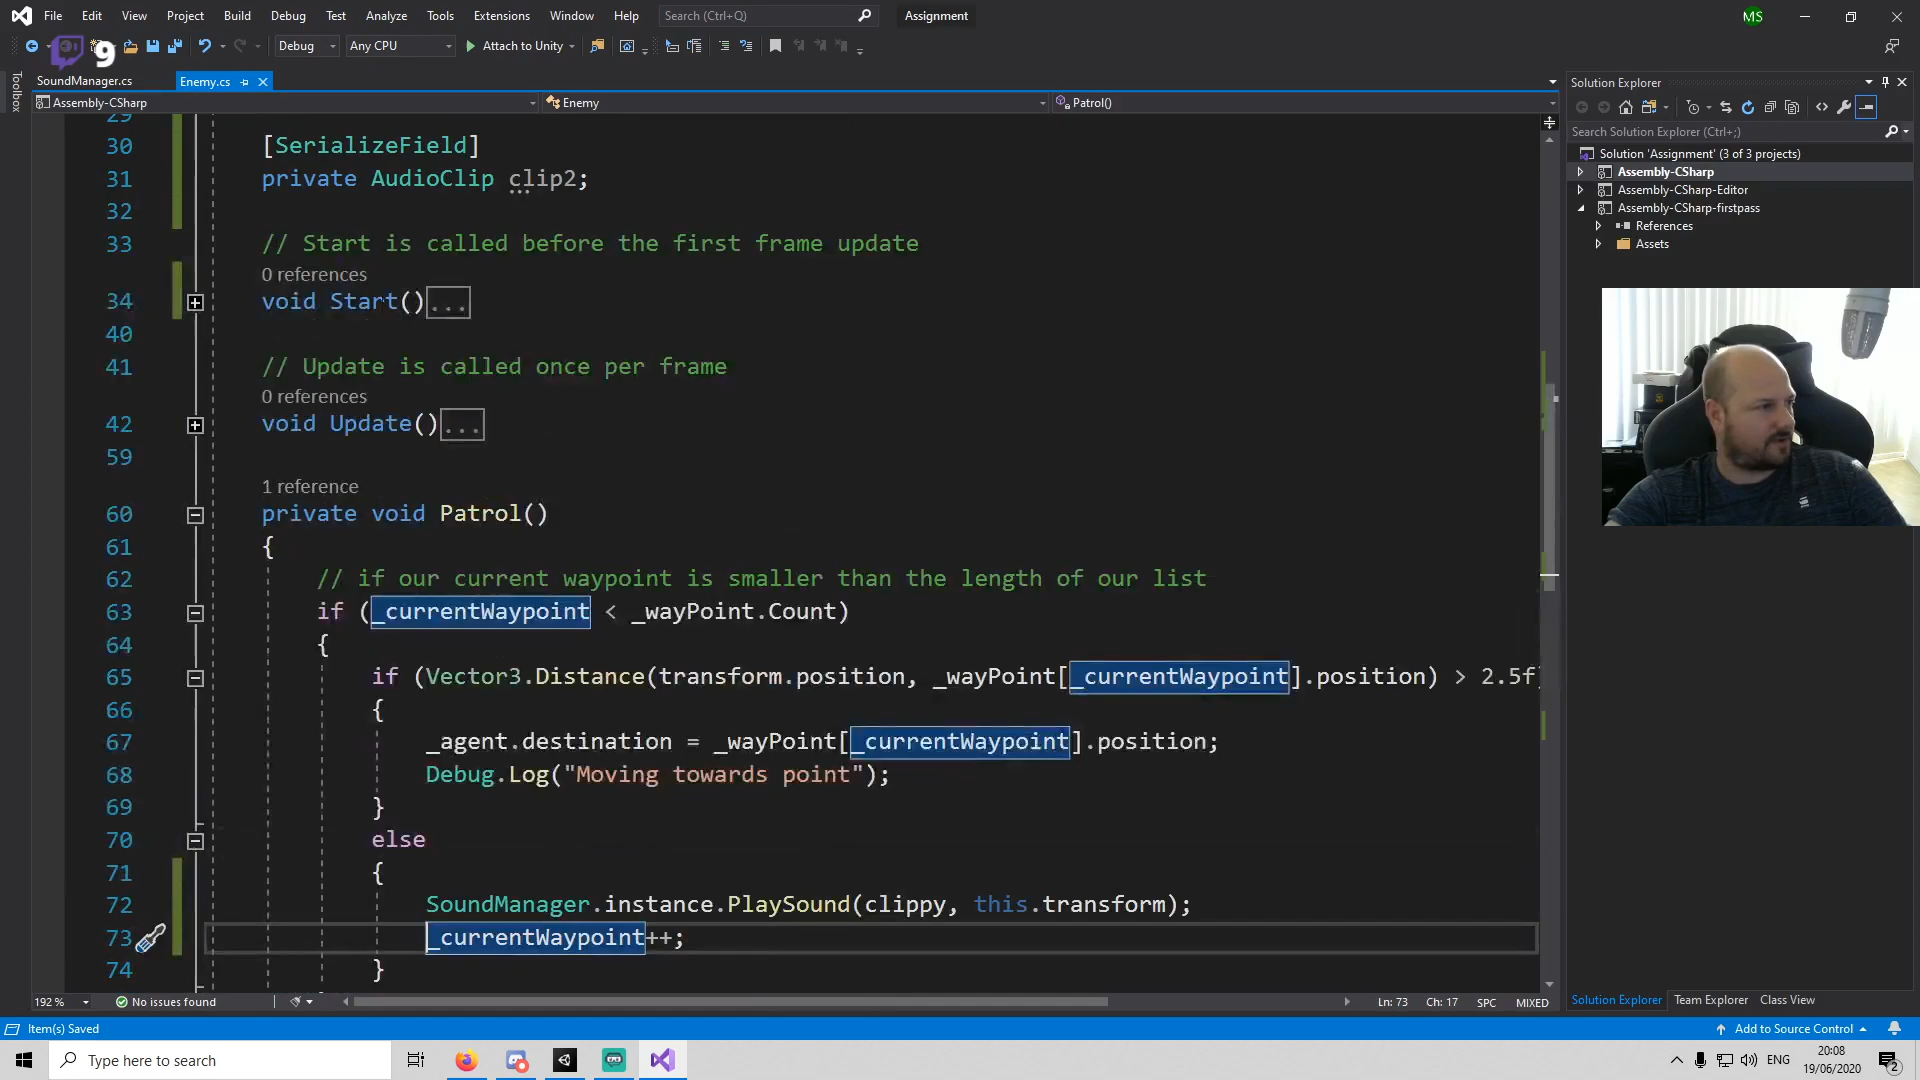 File Edit View Project Build Debug Test Analyze Tools Extensions Window Help Search (Ctrl+Q) Assignment MS
9 Debug Any CPU Attach to Unity
SoundManager.cs Enemy.cs
Assembly-CSharp Enemy Patrol()
Toolbox
29
30 [SerializeField]
31 private AudioClip clip2;
32
33 // Start is called before the first frame update
0 references
34 void Start()...
40
41 // Update is called once per frame
0 references
42 void Update()...
59
1 reference
60 private void Patrol()
61 {
62 // if our current waypoint is smaller than the length of our list
63 if (_currentWaypoint < _wayPoint.Count)
64 {
65 if (Vector3.Distance(transform.position, _wayPoint[_currentWaypoint].position) > 2.5f)
66 {
67 _agent.destination = _wayPoint[_currentWaypoint].position;
68 Debug.Log("Moving towards point");
69 }
70 else
71 {
72 SoundManager.instance.PlaySound(clippy, this.transform);
73 _currentWaypoint++;
74 }
192 % No issues found Ln: 73 Ch: 17 SPC MIXED
Solution Explorer
Search Solution Explorer (Ctrl+;)
Solution 'Assignment' (3 of 3 projects)
Assembly-CSharp
Assembly-CSharp-Editor
Assembly-CSharp-firstpass
References
Assets
Solution Explorer Team Explorer Class View
Item(s) Saved Add to Source Control
Type here to search ENG 20:08
19/06/2020 2